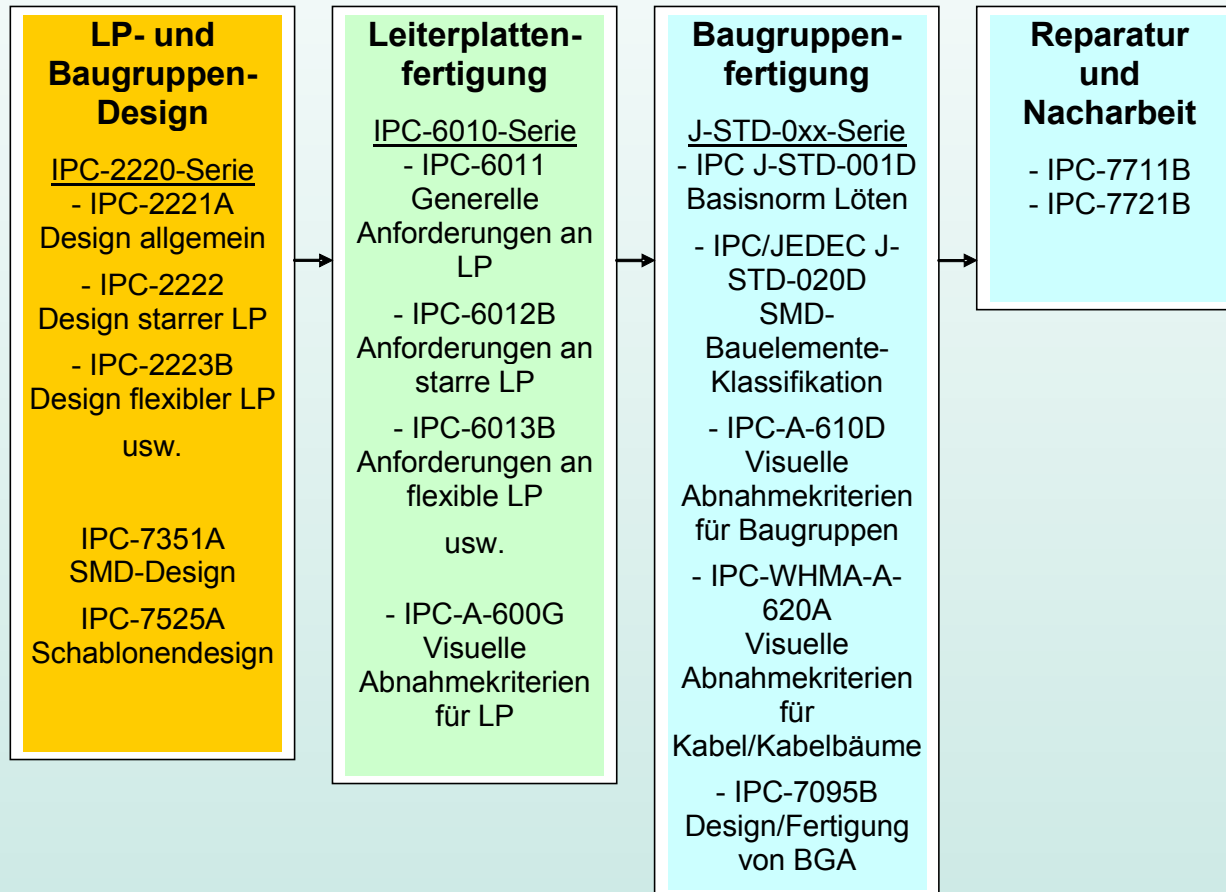 LP- und
Baugruppen-
Design
IPC-2220-Serie
- IPC-2221A
Design allgemein
- IPC-2222
Design starrer LP
- IPC-2223B
Design flexibler LP
usw.
IPC-7351A
SMD-Design
IPC-7525A
Schablonendesign
Leiterplatten-
fertigung
IPC-6010-Serie
- IPC-6011
Generelle
Anforderungen an
LP
- IPC-6012B
Anforderungen an
starre LP
- IPC-6013B
Anforderungen an
flexible LP
usw.
- IPC-A-600G
Visuelle
Abnahmekriterien
für LP
Baugruppen-
fertigung
J-STD-0xx-Serie
- IPC J-STD-001D
Basisnorm Löten
- IPC/JEDEC J-
STD-020D
SMD-
Bauelemente-
Klassifikation
- IPC-A-610D
Visuelle
Abnahmekriterien
für Baugruppen
- IPC-WHMA-A-
620A
Visuelle
Abnahmekriterien
für
Kabel/Kabelbäume
- IPC-7095B
Design/Fertigung
von BGA
Reparatur
und
Nacharbeit
- IPC-7711B
- IPC-7721B